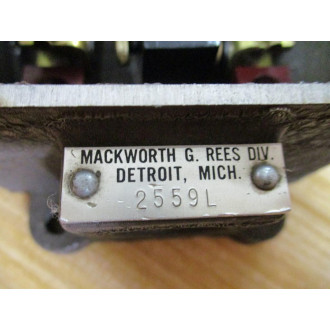 MACKWORTH G. REES DIV.
DETROIT, MICH.
2559L